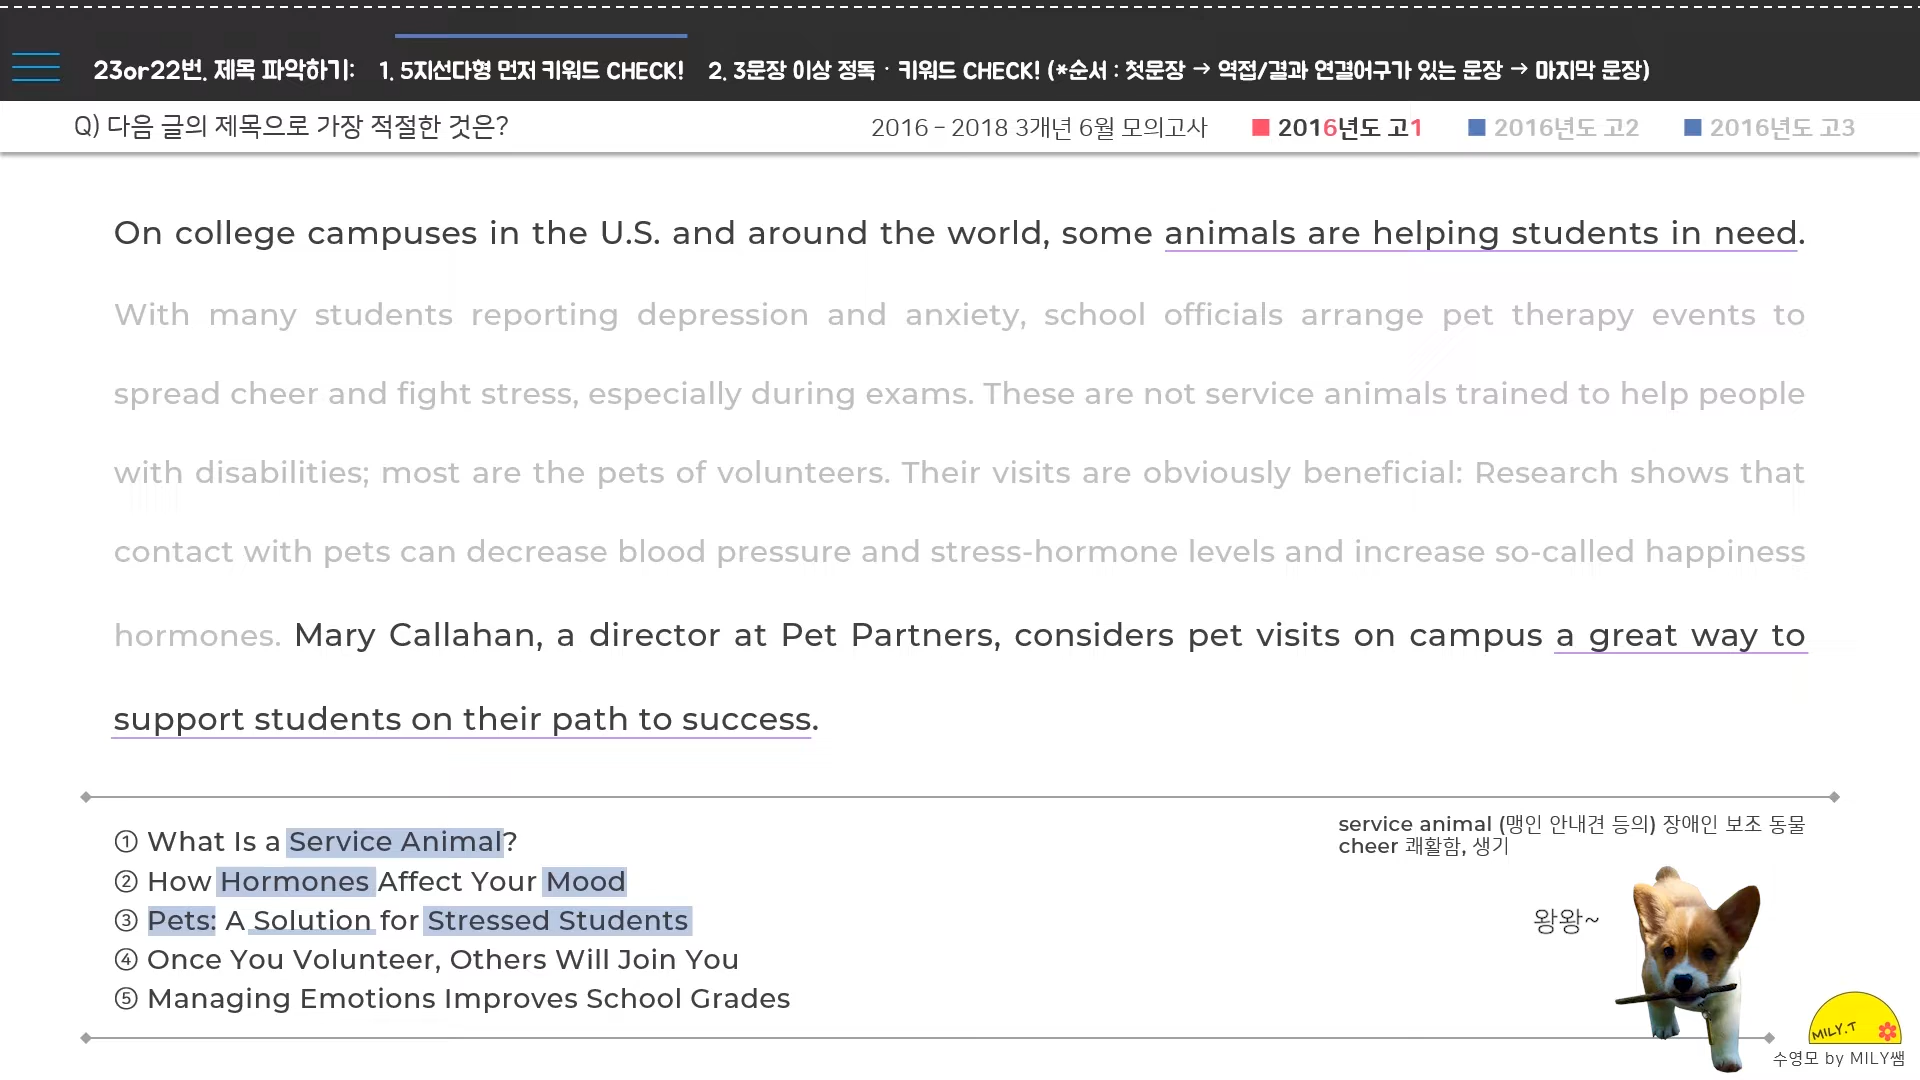 23or22번. 제목 파악하기: 1. 5지선다형 먼저 키워드 CHECK! 2. 3문장 이상 정독 · 키워드 CHECK! (*순서 : 첫문장 → 역접/결과 연결어구가 있는 문장 → 마지막 문장)
Q) 다음 글의 제목으로 가장 적절한 것은? 2016 – 2018 3개년 6월 모의고사 2016년도 고1 2016년도 고2 2016년도 고3
On college campuses in the U.S. and around the world, some animals are helping students in need.
With many students reporting depression and anxiety, school officials arrange pet therapy events to
spread cheer and fight stress, especially during exams. These are not service animals trained to help people
with disabilities; most are the pets of volunteers. Their visits are obviously beneficial: Research shows that
contact with pets can decrease blood pressure and stress-hormone levels and increase so-called happiness
hormones. Mary Callahan, a director at Pet Partners, considers pet visits on campus a great way to
support students on their path to success.
① What Is a Service Animal?
② How Hormones Affect Your Mood
③ Pets: A Solution for Stressed Students
④ Once You Volunteer, Others Will Join You
⑤ Managing Emotions Improves School Grades
service animal (맹인 안내견 등의) 장애인 보조 동물
cheer 쾌활함, 생기
왕왕~
MILY.T
수영모 by MILY쌤